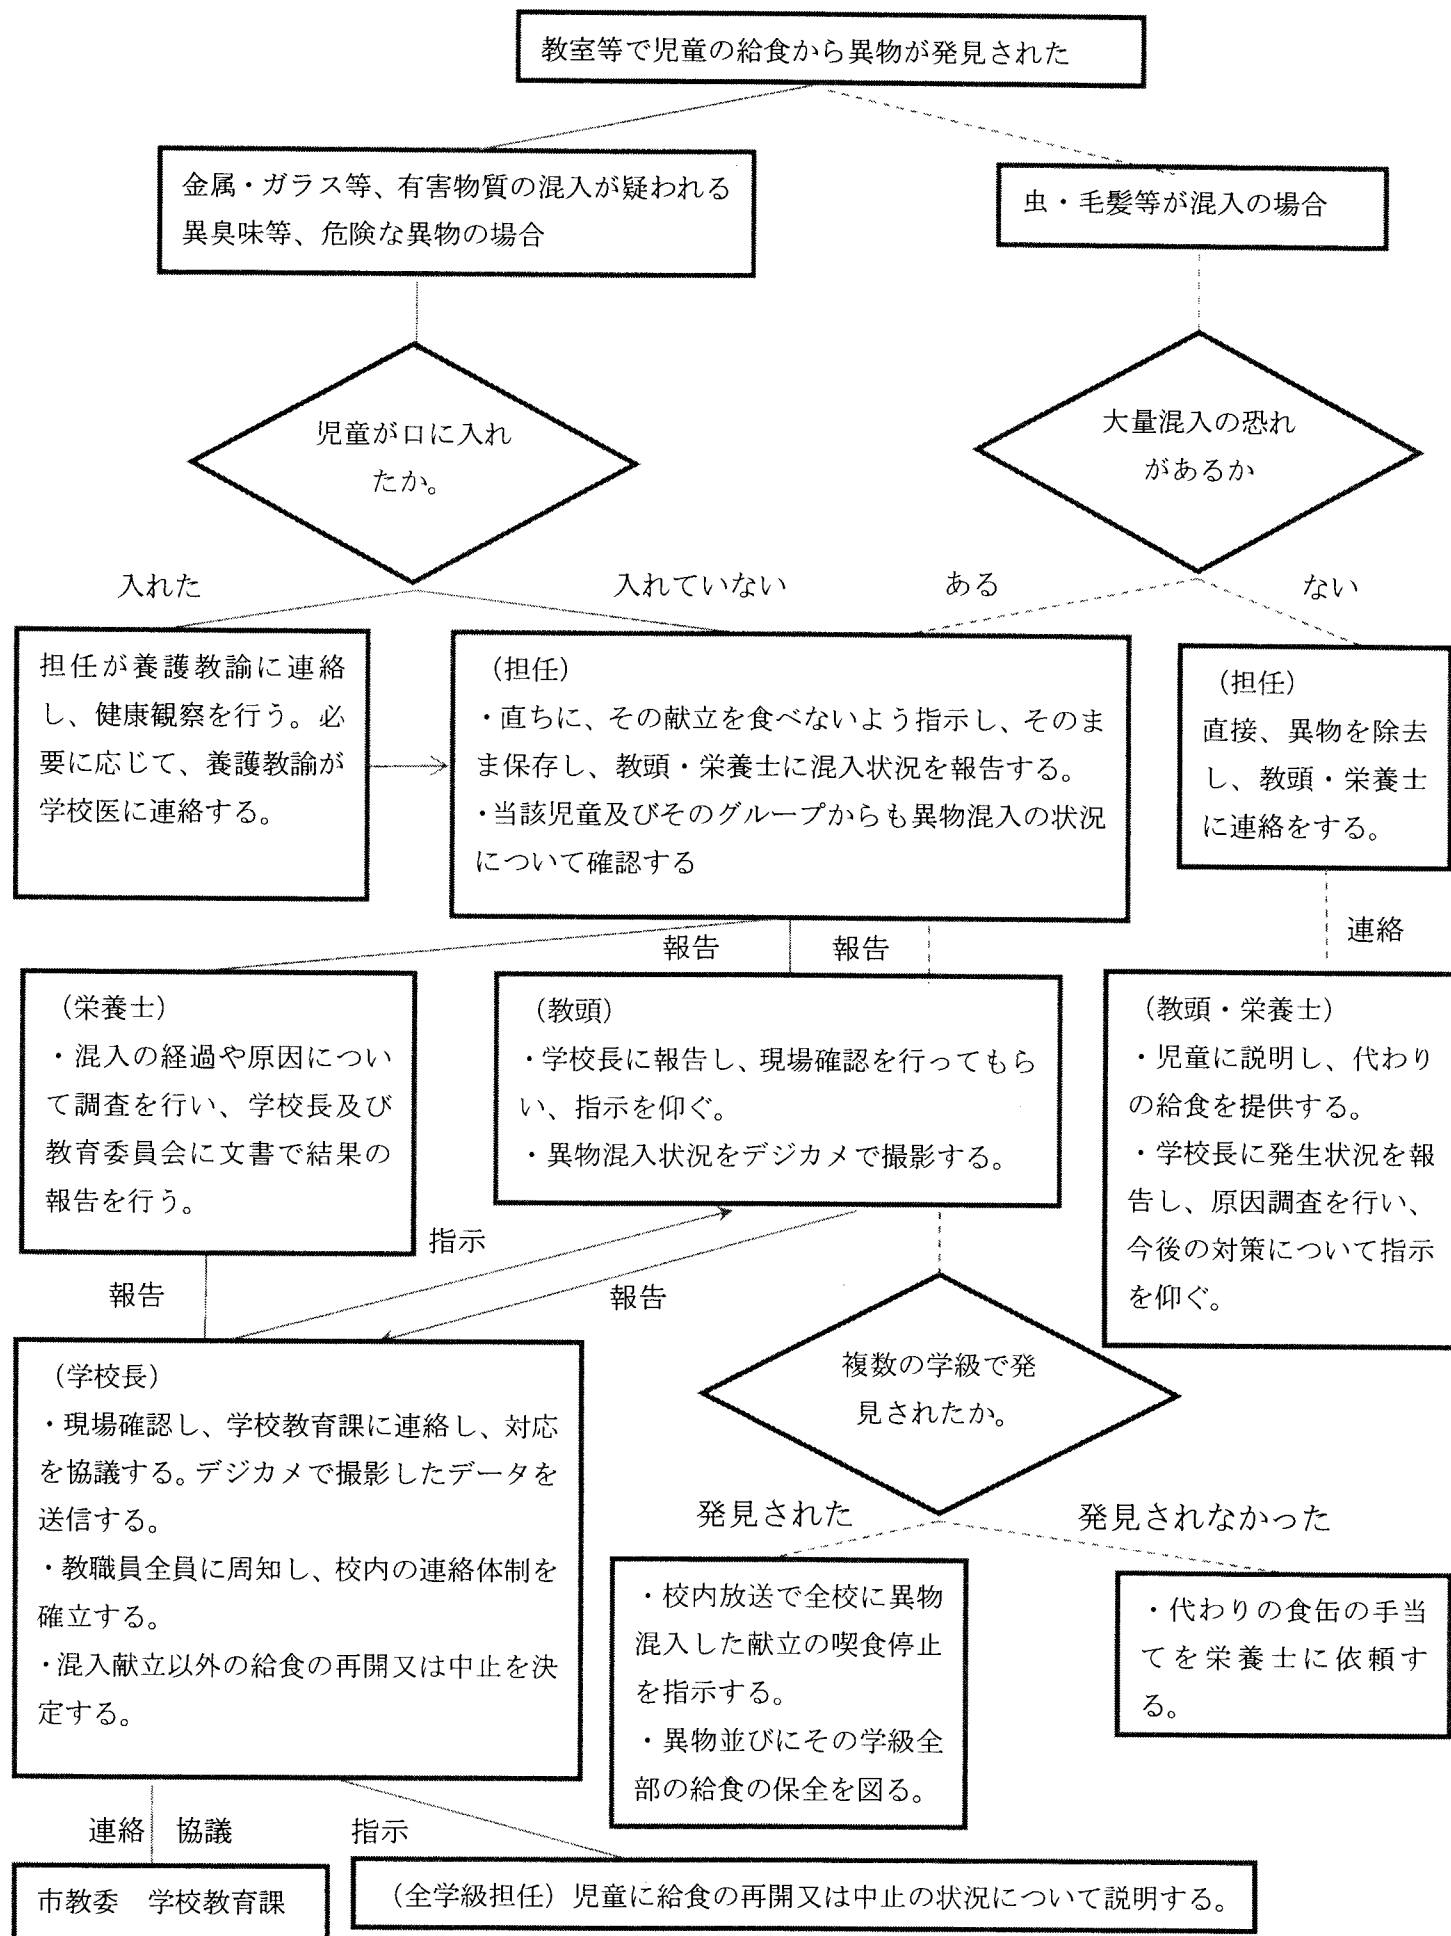 教室等で児童の給食から異物が発見された
金属・ガラス等、有害物質の混入が疑われる
異臭味等、危険な異物の場合
虫・毛髪等が混入の場合
児童が口に入れ
たか。
大量混入の恐れ
があるか
入れた
入れていない
ある
ない
担任が養護教諭に連絡
し、健康観察を行う。必
要に応じて、養護教諭が
学校医に連絡する。
（担任）
・直ちに、その献立を食べないよう指示し、そのま
ま保存し、教頭・栄養士に混入状況を報告する。
・当該児童及びそのグループからも異物混入の状況
について確認する
（担任）
直接、異物を除去
し、教頭・栄養士
に連絡をする。
報告
報告
連絡
（栄養士）
・混入の経過や原因につい
て調査を行い、学校長及び
教育委員会に文書で結果の
報告を行う。
（教頭）
・学校長に報告し、現場確認を行ってもら
い、指示を仰ぐ。
・異物混入状況をデジカメで撮影する。
（教頭・栄養士）
・児童に説明し、代わり
の給食を提供する。
・学校長に発生状況を報
告し、原因調査を行い、
今後の対策について指示
を仰ぐ。
指示
報告
報告
（学校長）
・現場確認し、学校教育課に連絡し、対応
を協議する。デジカメで撮影したデータを
送信する。
・教職員全員に周知し、校内の連絡体制を
確立する。
・混入献立以外の給食の再開又は中止を決
定する。
複数の学級で発
見されたか。
発見された
発見されなかった
・校内放送で全校に異物
混入した献立の喫食停止
を指示する。
・異物並びにその学級全
部の給食の保全を図る。
・代わりの食缶の手当
てを栄養士に依頼す
る。
連絡
協議
指示
市教委　学校教育課
（全学級担任）児童に給食の再開又は中止の状況について説明する。